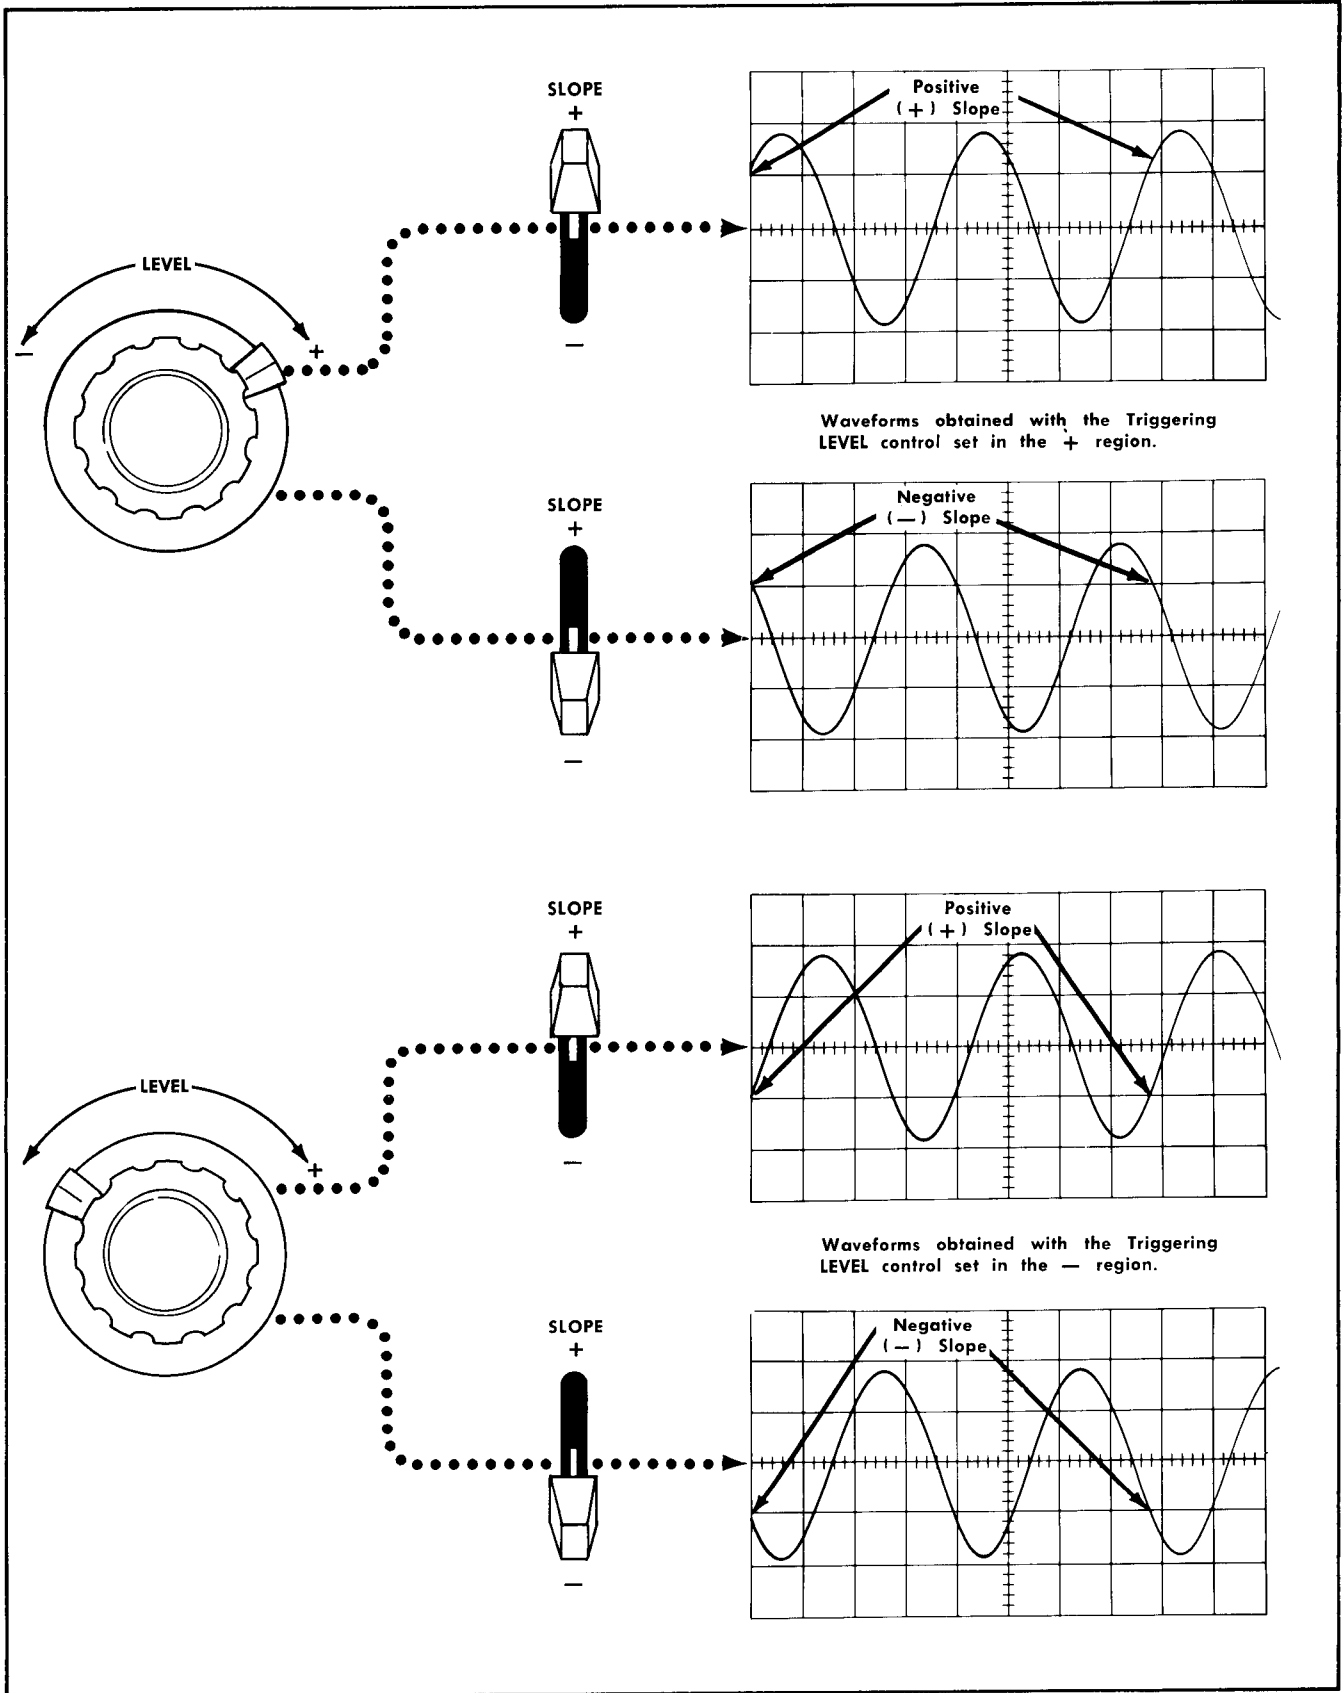 SLOPE
+
Positive
( + ) Slope
LEVEL
—
+
—
Waveforms obtained with the Triggering
LEVEL control set in the + region.
SLOPE
+
Negative
( — ) Slope
—
SLOPE
+
Positive
( + ) Slope
LEVEL
+
—
Waveforms obtained with the Triggering
LEVEL control set in the — region.
SLOPE
+
Negative
( — ) Slope
—